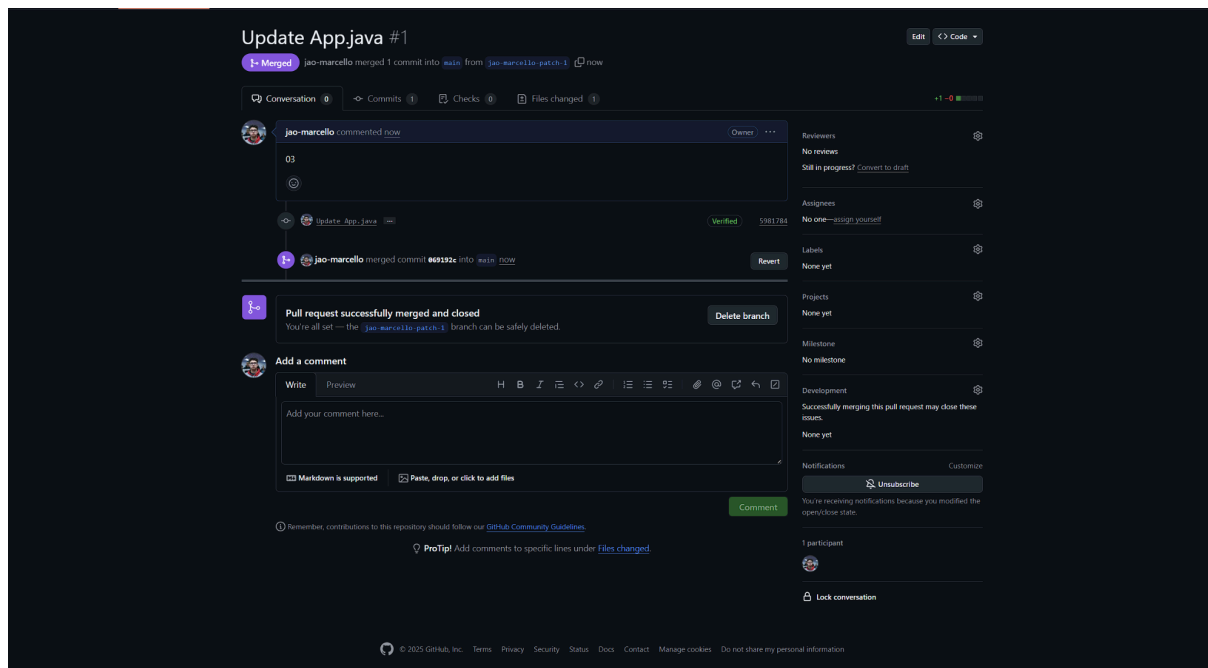 Update App.java #1
Edit
<> Code
Merged
jao-marcello merged 1 commit into main from jao-marcello-patch-1 now
Conversation 0
Commits 1
Checks 0
Files changed 1
+1 −0
jao-marcello commented now
Owner
03
Update App.java
Verified
5981784
jao-marcello merged commit 069192c into main now
Revert
Pull request successfully merged and closed
You're all set — the jao-marcello-patch-1 branch can be safely deleted.
Delete branch
Add a comment
Write
Preview
Add your comment here...
Markdown is supported
Paste, drop, or click to add files
Comment
Remember, contributions to this repository should follow our GitHub Community Guidelines.
ProTip! Add comments to specific lines under Files changed.
Reviewers
No reviews
Still in progress? Convert to draft
Assignees
No one—assign yourself
Labels
None yet
Projects
None yet
Milestone
No milestone
Development
Successfully merging this pull request may close these
issues.
None yet
Notifications
Customize
Unsubscribe
You're receiving notifications because you modified the
open/close state.
1 participant
Lock conversation
© 2025 GitHub, Inc. Terms Privacy Security Status Docs Contact Manage cookies Do not share my personal information